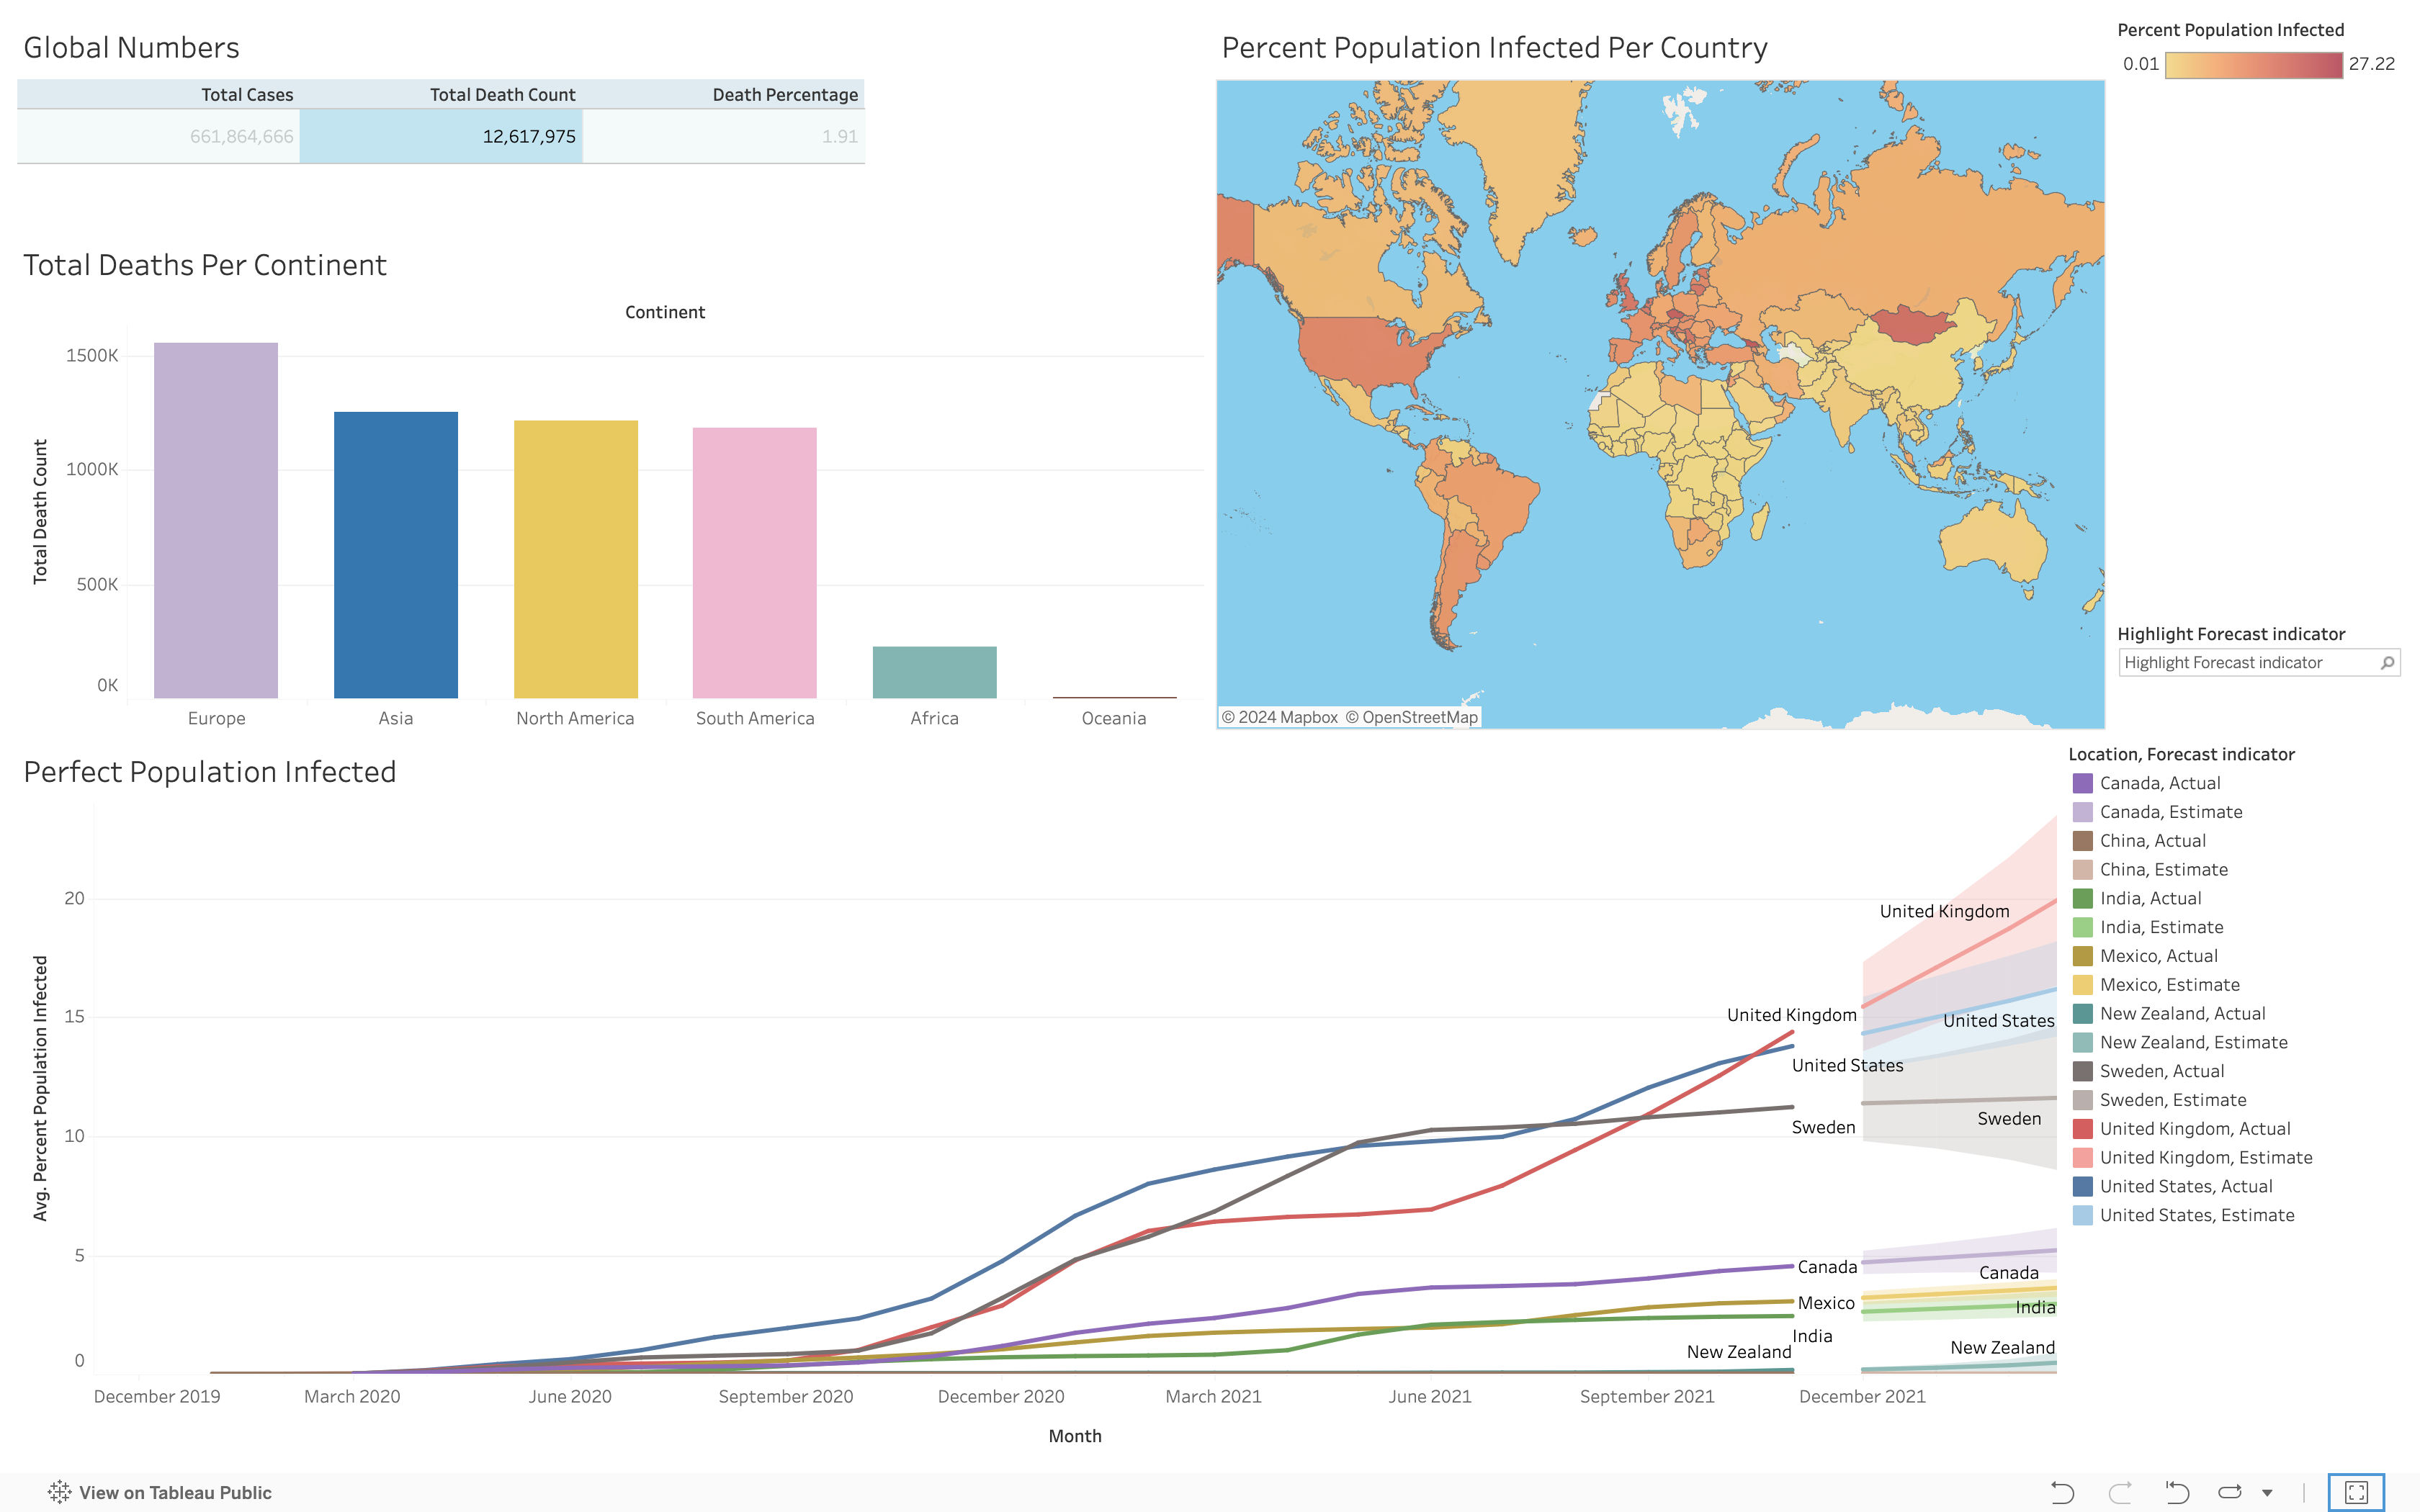 Global Numbers
Total Cases Total Death Count Death Percentage
661,864,666 12,617,975 1.91
Total Deaths Per Continent
Continent
Total Death Count
1500K
1000K
500K
0K
Europe Asia North America South America Africa Oceania
Percent Population Infected Per Country
© 2024 Mapbox © OpenStreetMap
Percent Population Infected
0.01 27.22
Highlight Forecast indicator
Highlight Forecast indicator
Perfect Population Infected
Avg. Percent Population Infected
20
15
10
5
0
United Kingdom
United Kingdom
United States
United States
Sweden
Sweden
Canada
Canada
Mexico
India
India
New Zealand
New Zealand
December 2019 March 2020 June 2020 September 2020 December 2020 March 2021 June 2021 September 2021 December 2021
Month
Location, Forecast indicator
Canada, Actual
Canada, Estimate
China, Actual
China, Estimate
India, Actual
India, Estimate
Mexico, Actual
Mexico, Estimate
New Zealand, Actual
New Zealand, Estimate
Sweden, Actual
Sweden, Estimate
United Kingdom, Actual
United Kingdom, Estimate
United States, Actual
United States, Estimate
View on Tableau Public